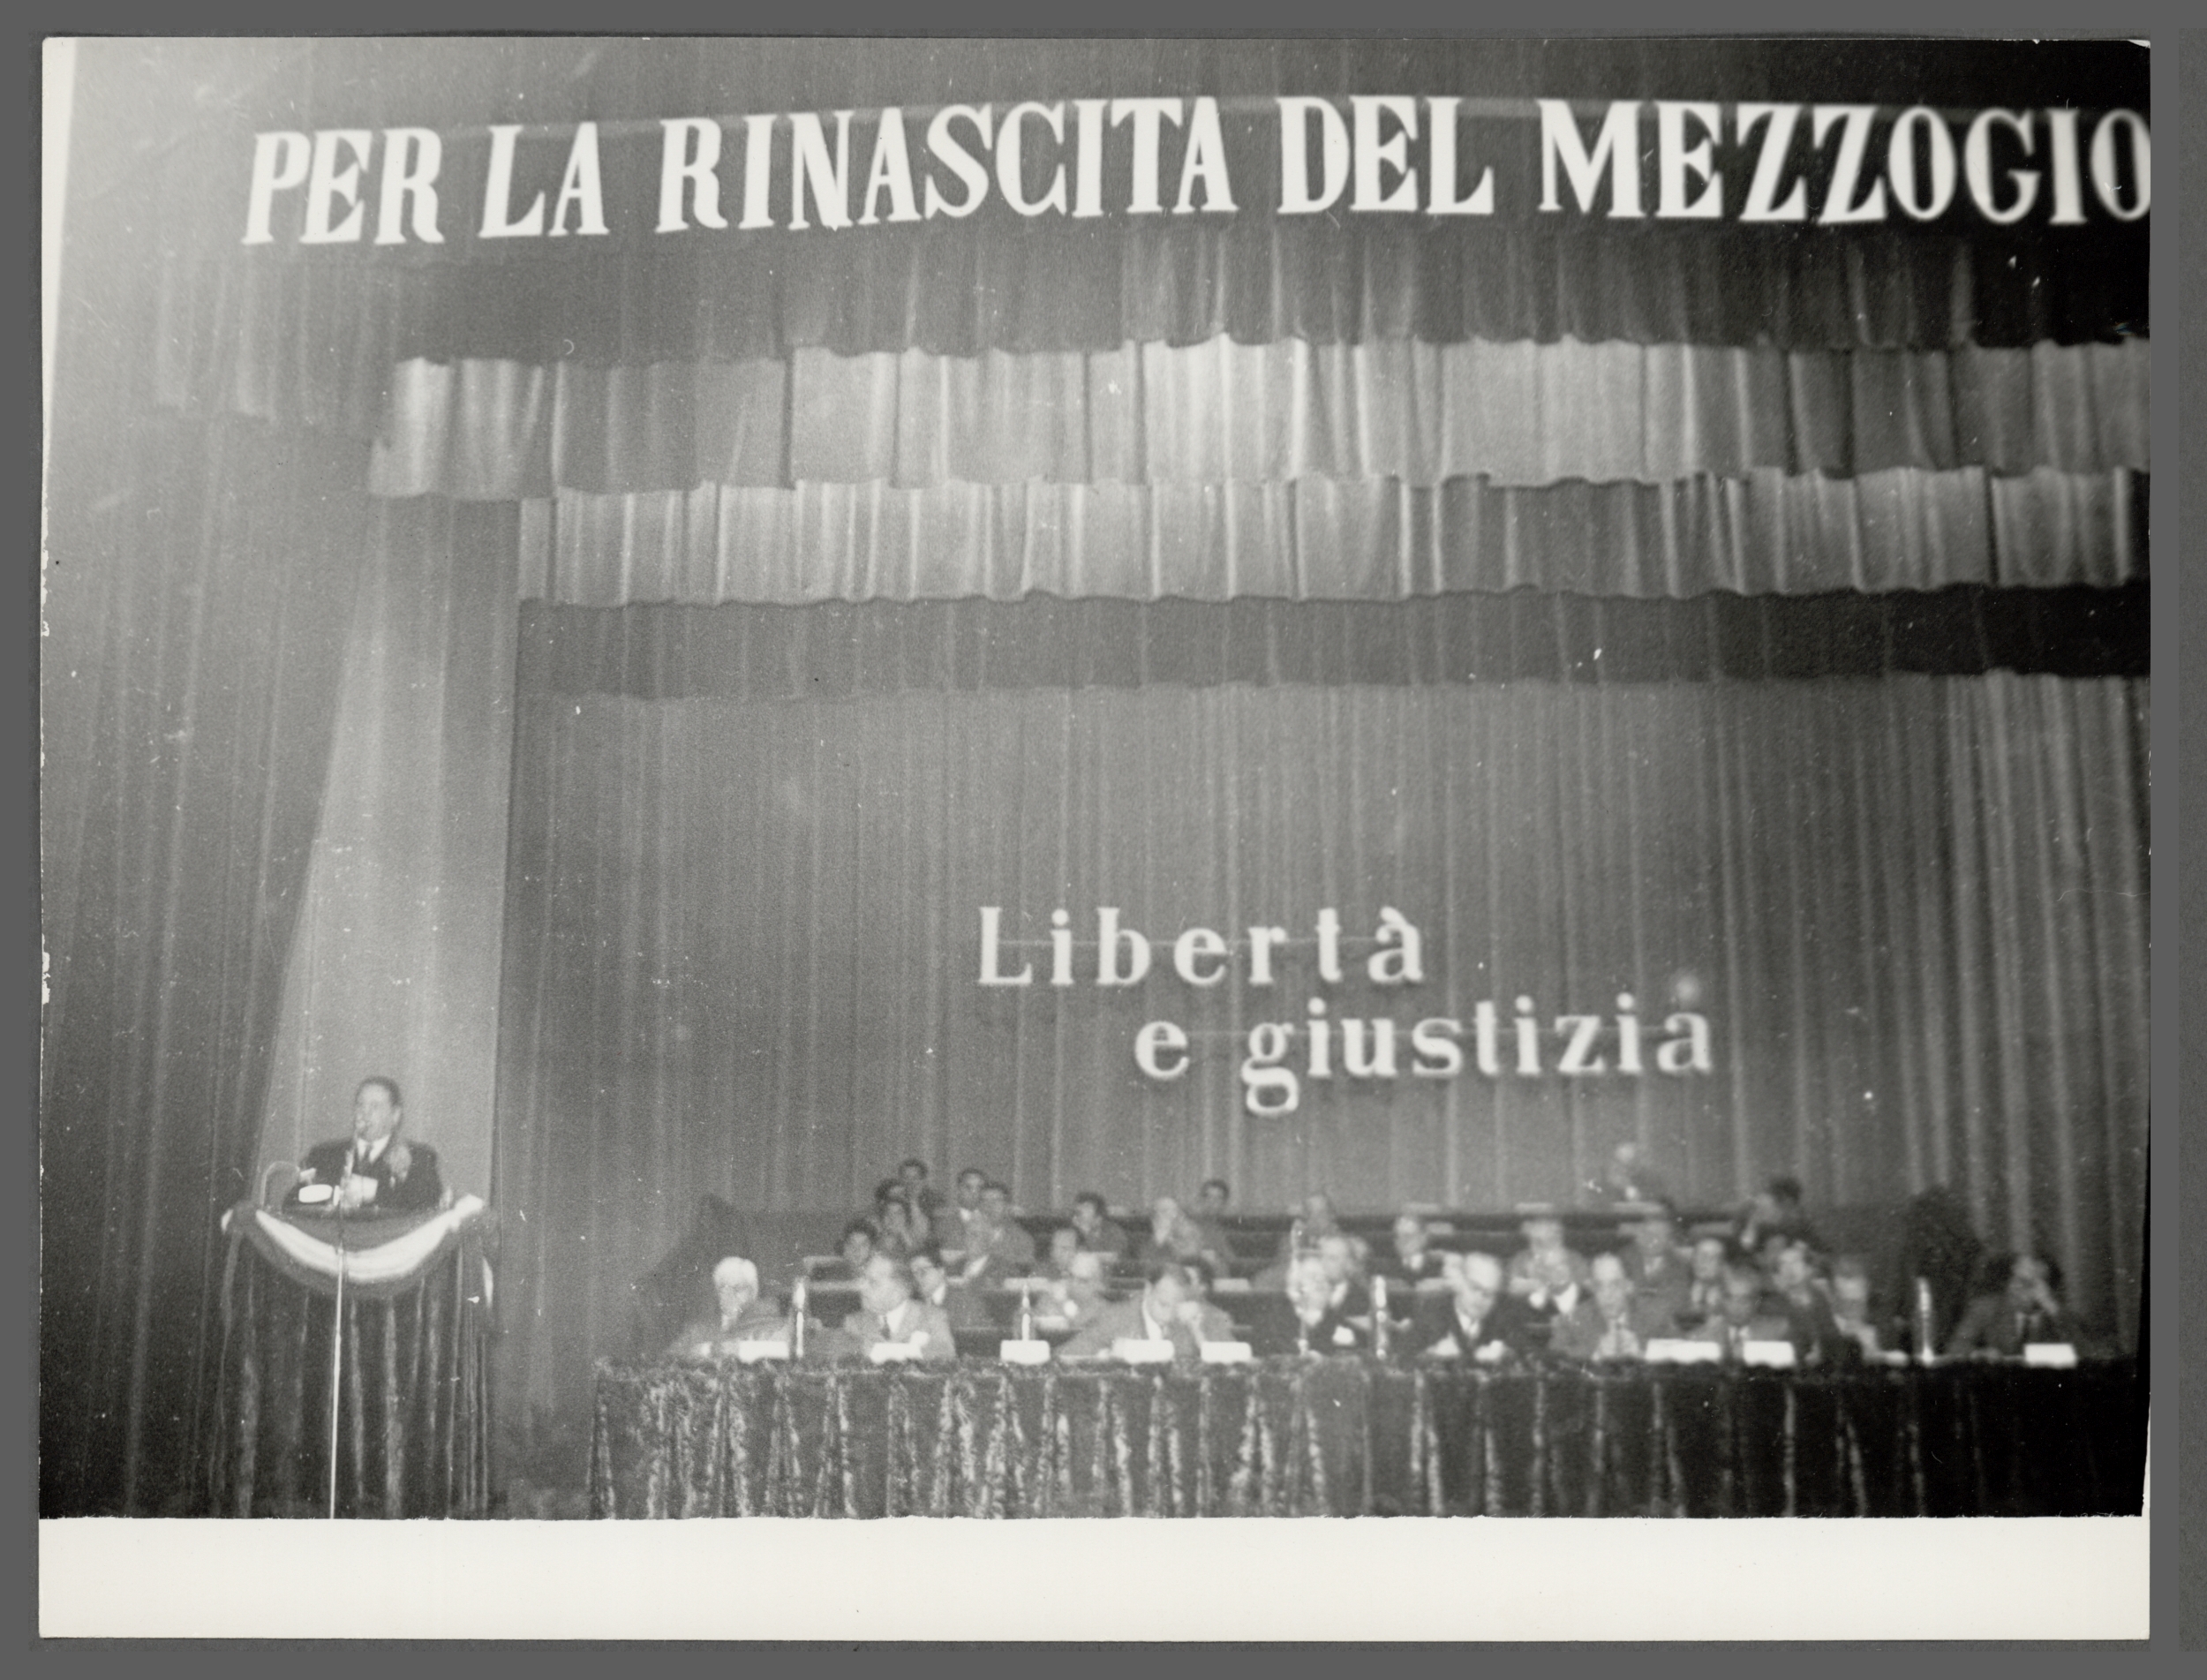 PER LA RINASCITA DEL MEZZOGIO
Libertà
e giustizia